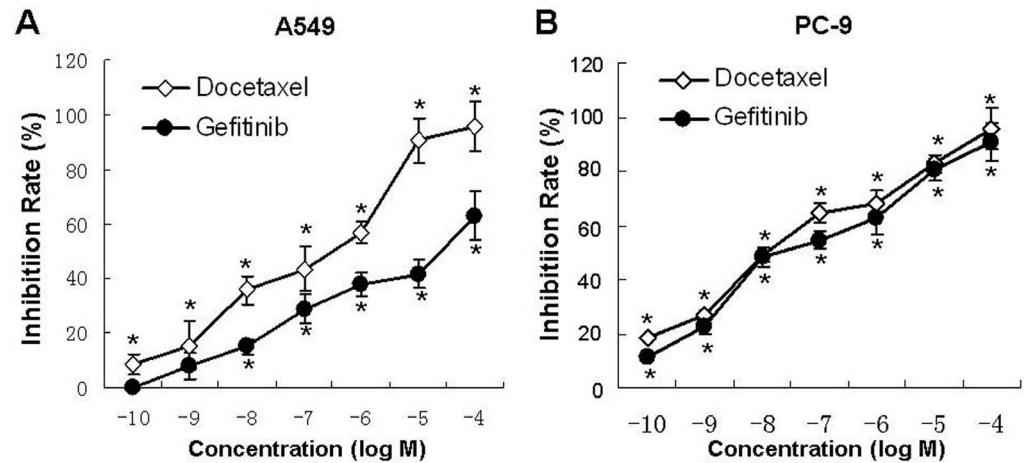 A
A549
120
100
80
60
40
20
0
Inhibitiion Rate (%)
Docetaxel
Gefitinib
* * * * * * *
* * * * *
-10 -9 -8 -7 -6 -5 -4
Concentration (log M)
B
PC-9
120
100
80
60
40
20
0
Inhibitiion Rate (%)
Docetaxel
Gefitinib
* * * * * * *
* * * * * * *
-10 -9 -8 -7 -6 -5 -4
Concentration (log M)